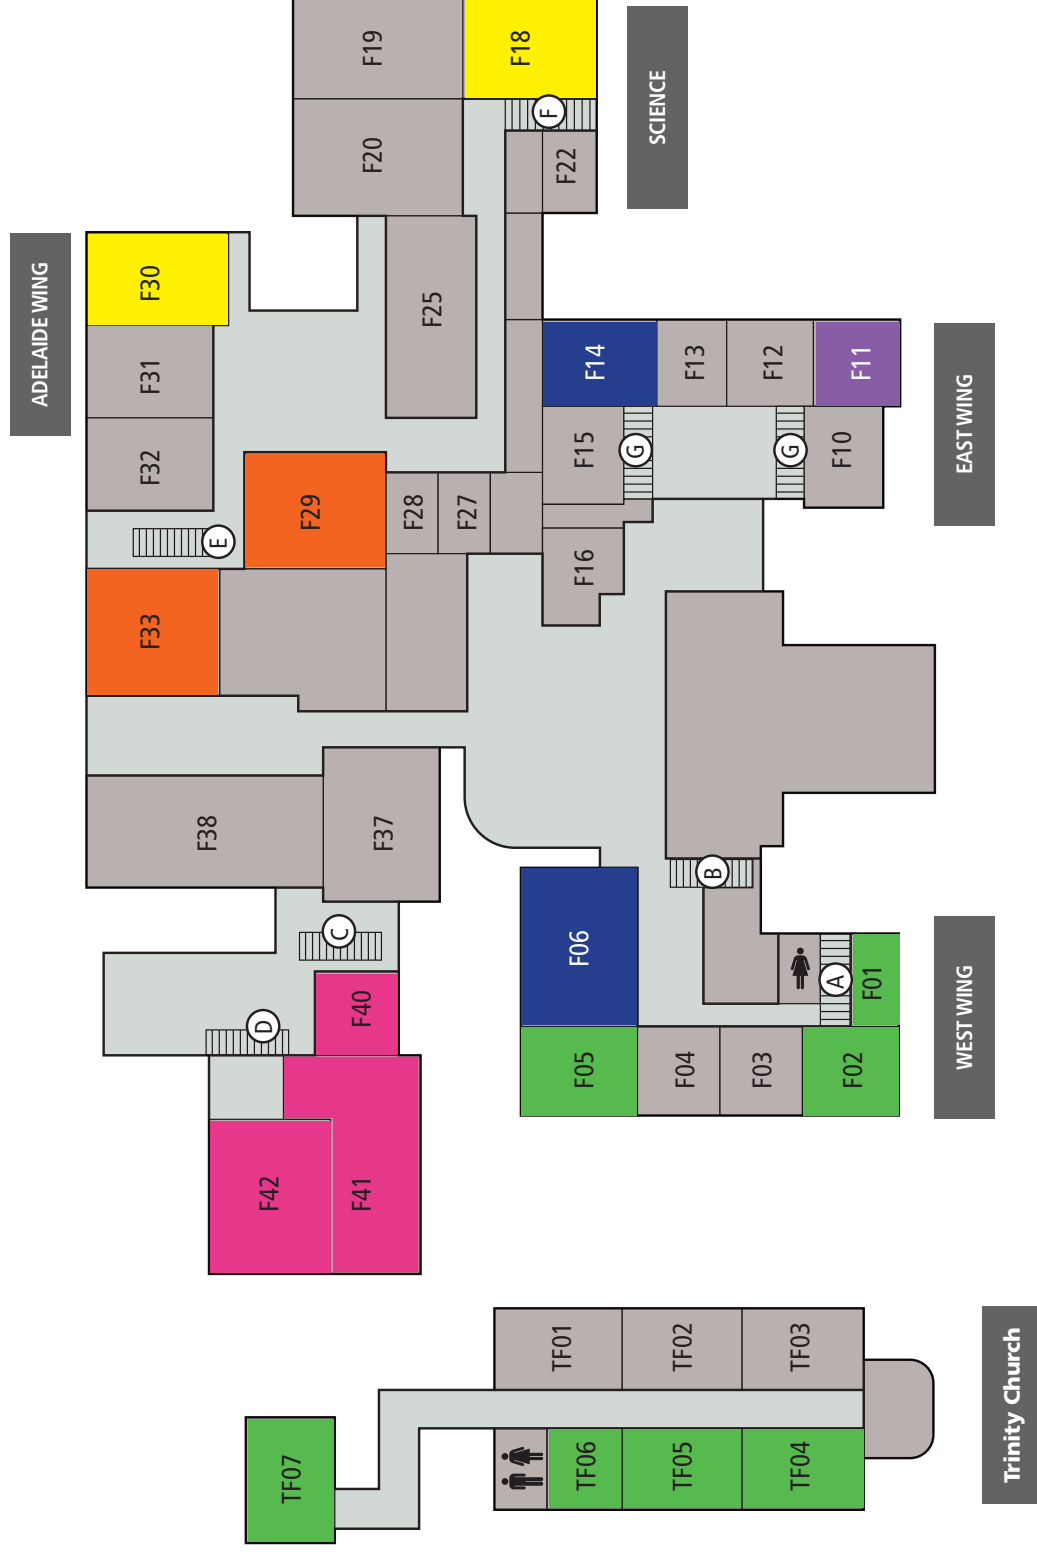 ADELAIDE WING
F30
F31
F32
E
F33
F29
F28
F27
F25
F19
F18
F20
F
F22
SCIENCE
F14
F13
F12
F11
F15
G
G
F10
F16
EAST WING
F38
F37
C
D
F40
F42
F41
F06
B
A
F01
F05
F04
F03
F02
WEST WING
TF07
TF01
TF02
TF03
TF06
TF05
TF04
Trinity Church